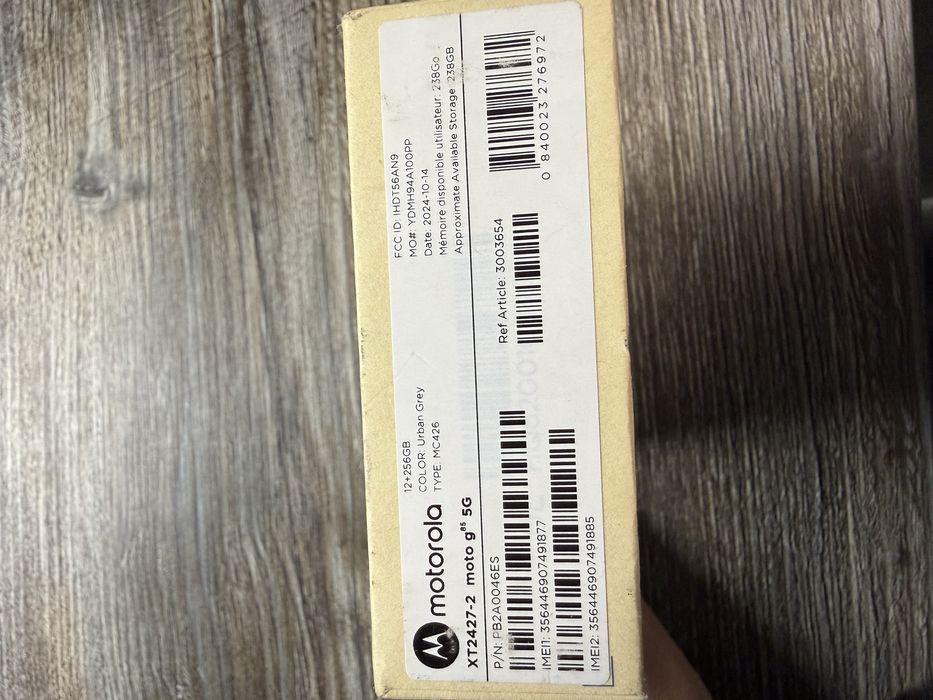 motorola
12+256GB
COLOR: Urban Grey
TYPE: MC426
FCC ID: IHDT56AN9
MO#: YDMH94A100PP
Date: 2024-10-14
Mémoire disponible utilisateur: 238Go
Approximate Available Storage: 238GB
XT2427-2 moto g85 5G
P/N: PB2A0046ES
IMEI1: 356446907491877
IMEI2: 356446907491885
Ref Article: 3003654
0 840023 276972